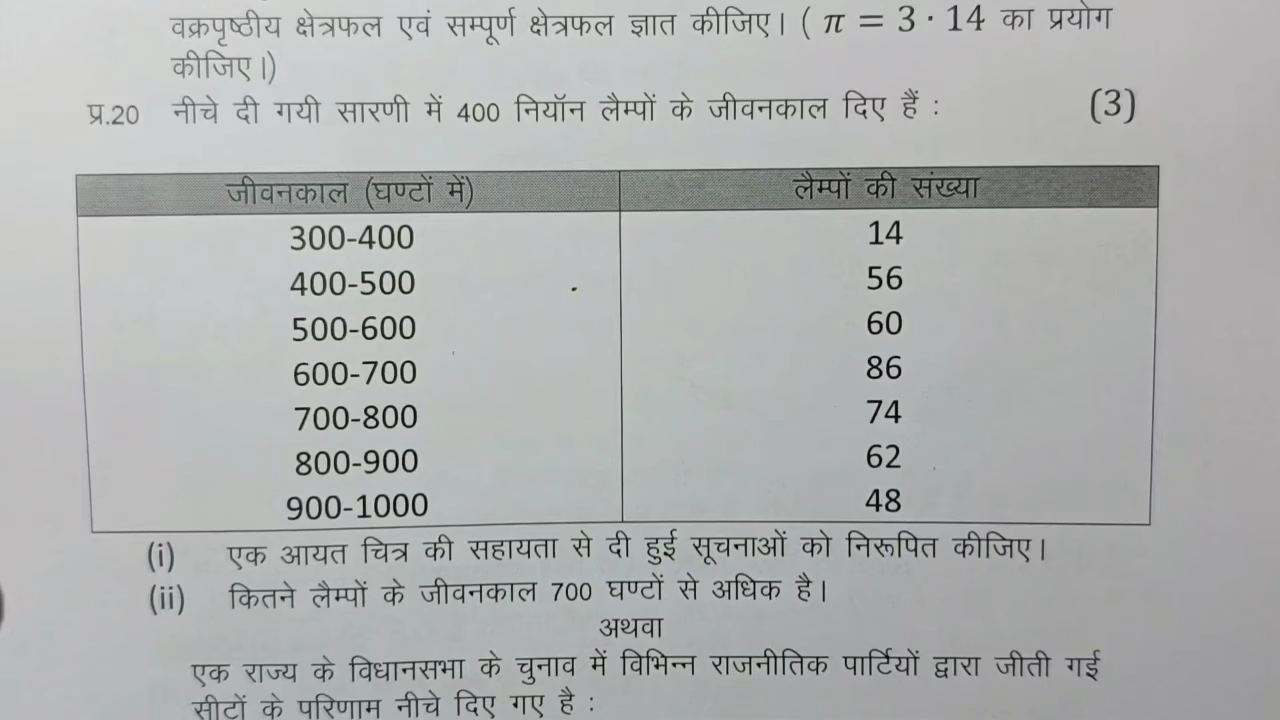 वक्रपृष्ठीय क्षेत्रफल एवं सम्पूर्ण क्षेत्रफल ज्ञात कीजिए। ( π = 3·14 का प्रयोग
कीजिए।)
प्र.20 नीचे दी गयी सारणी में 400 नियॉन लैम्पों के जीवनकाल दिए हैं : (3)
जीवनकाल (घण्टों में) लैम्पों की संख्या
300-400 14
400-500 56
500-600 60
600-700 86
700-800 74
800-900 62
900-1000 48
(i) एक आयत चित्र की सहायता से दी हुई सूचनाओं को निरूपित कीजिए।
(ii) कितने लैम्पों के जीवनकाल 700 घण्टों से अधिक है।
अथवा
एक राज्य के विधानसभा के चुनाव में विभिन्न राजनीतिक पार्टियों द्वारा जीती गई
सीटों के परिणाम नीचे दिए गए है :